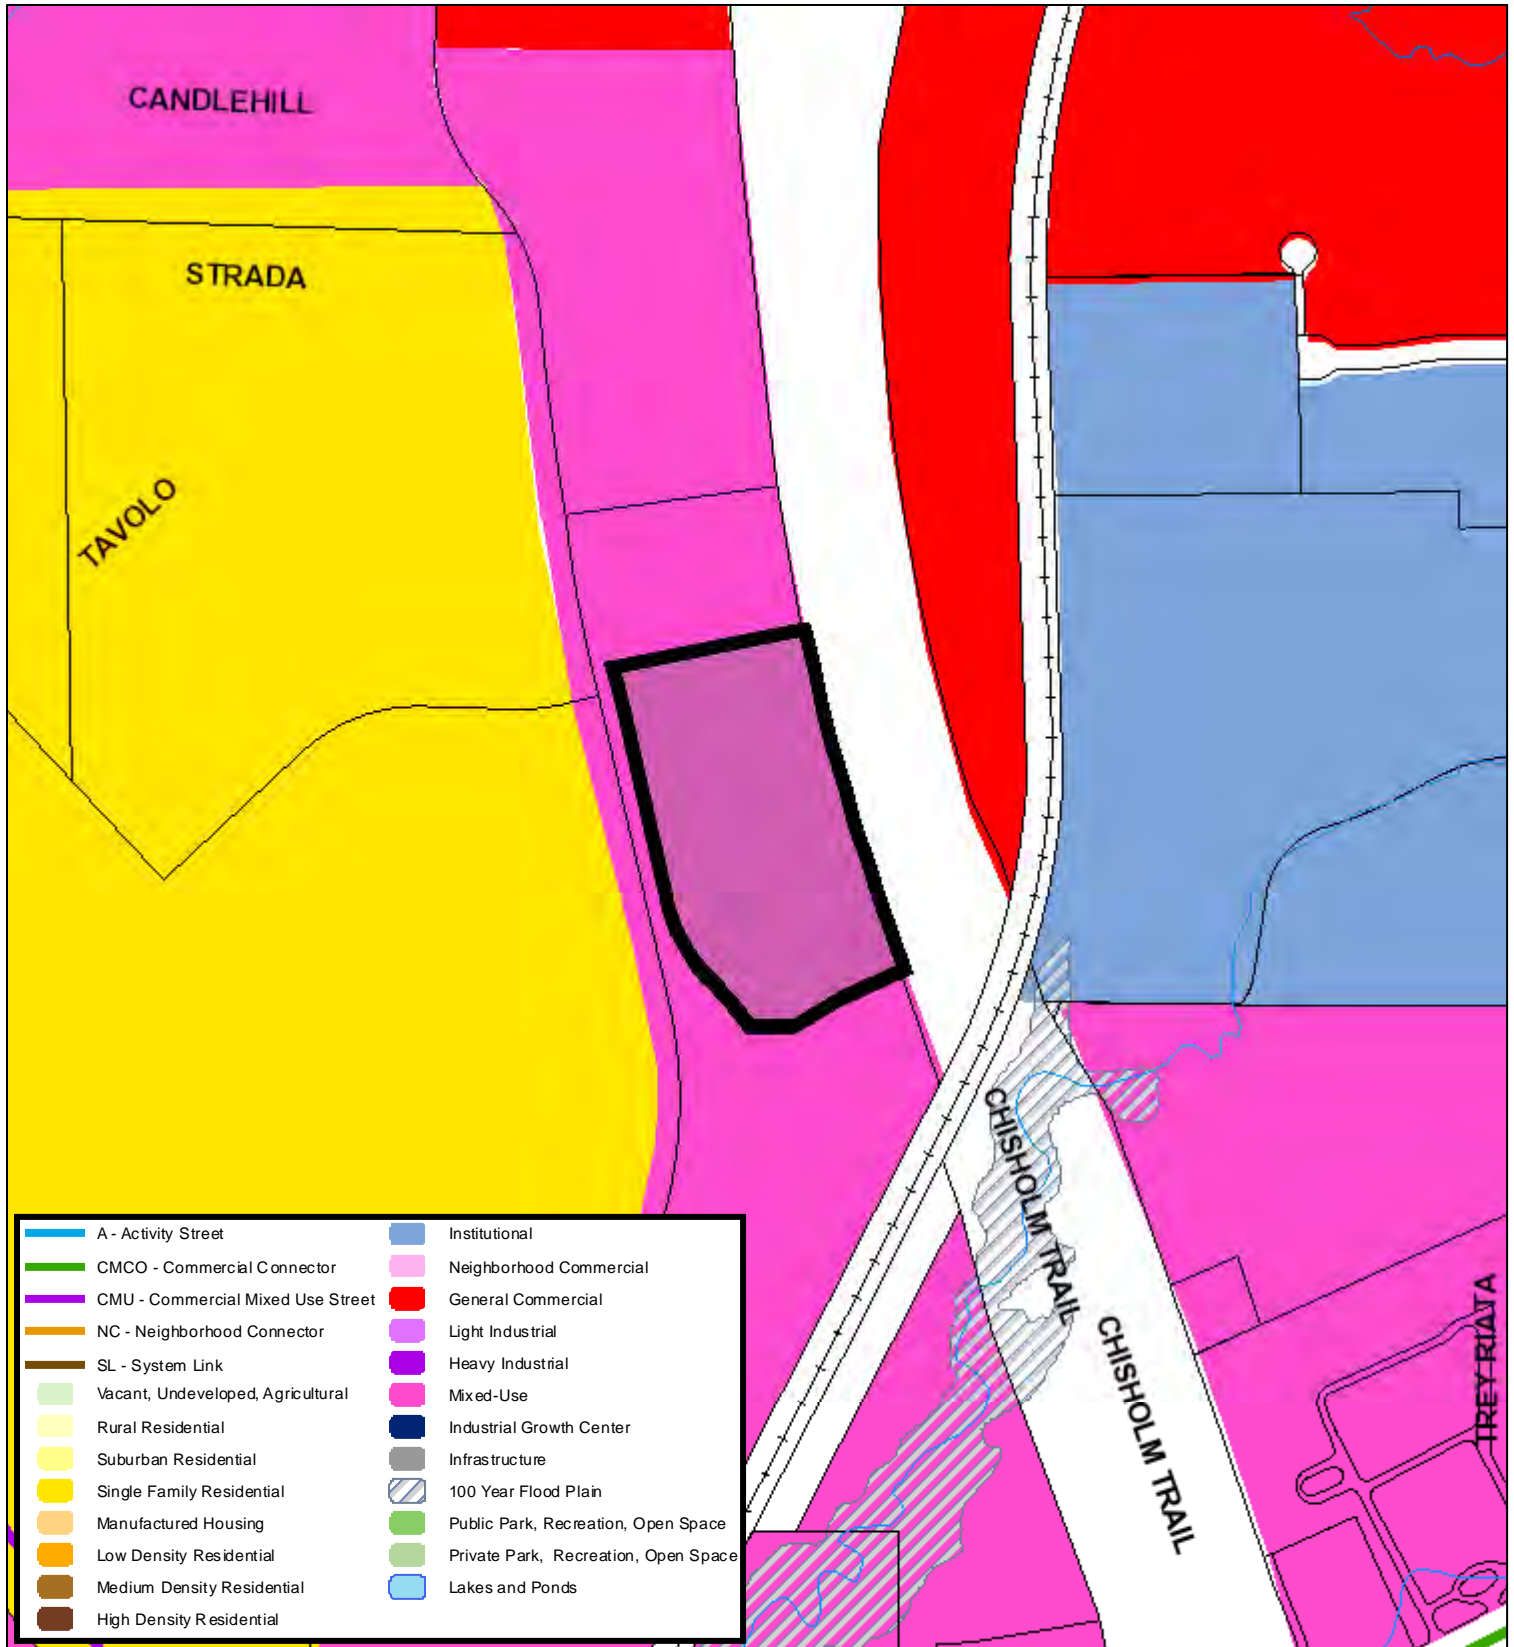 CANDLEHILL
STRADA
TAVOLO
CHISHOLM TRAIL
CHISHOLM TRAIL
TREY RIATA
A - Activity Street
CMCO - Commercial Connector
CMU - Commercial Mixed Use Street
NC - Neighborhood Connector
SL - System Link
Vacant, Undeveloped, Agricultural
Rural Residential
Suburban Residential
Single Family Residential
Manufactured Housing
Low Density Residential
Medium Density Residential
High Density Residential
Institutional
Neighborhood Commercial
General Commercial
Light Industrial
Heavy Industrial
Mixed-Use
Industrial Growth Center
Infrastructure
100 Year Flood Plain
Public Park, Recreation, Open Space
Private Park, Recreation, Open Space
Lakes and Ponds